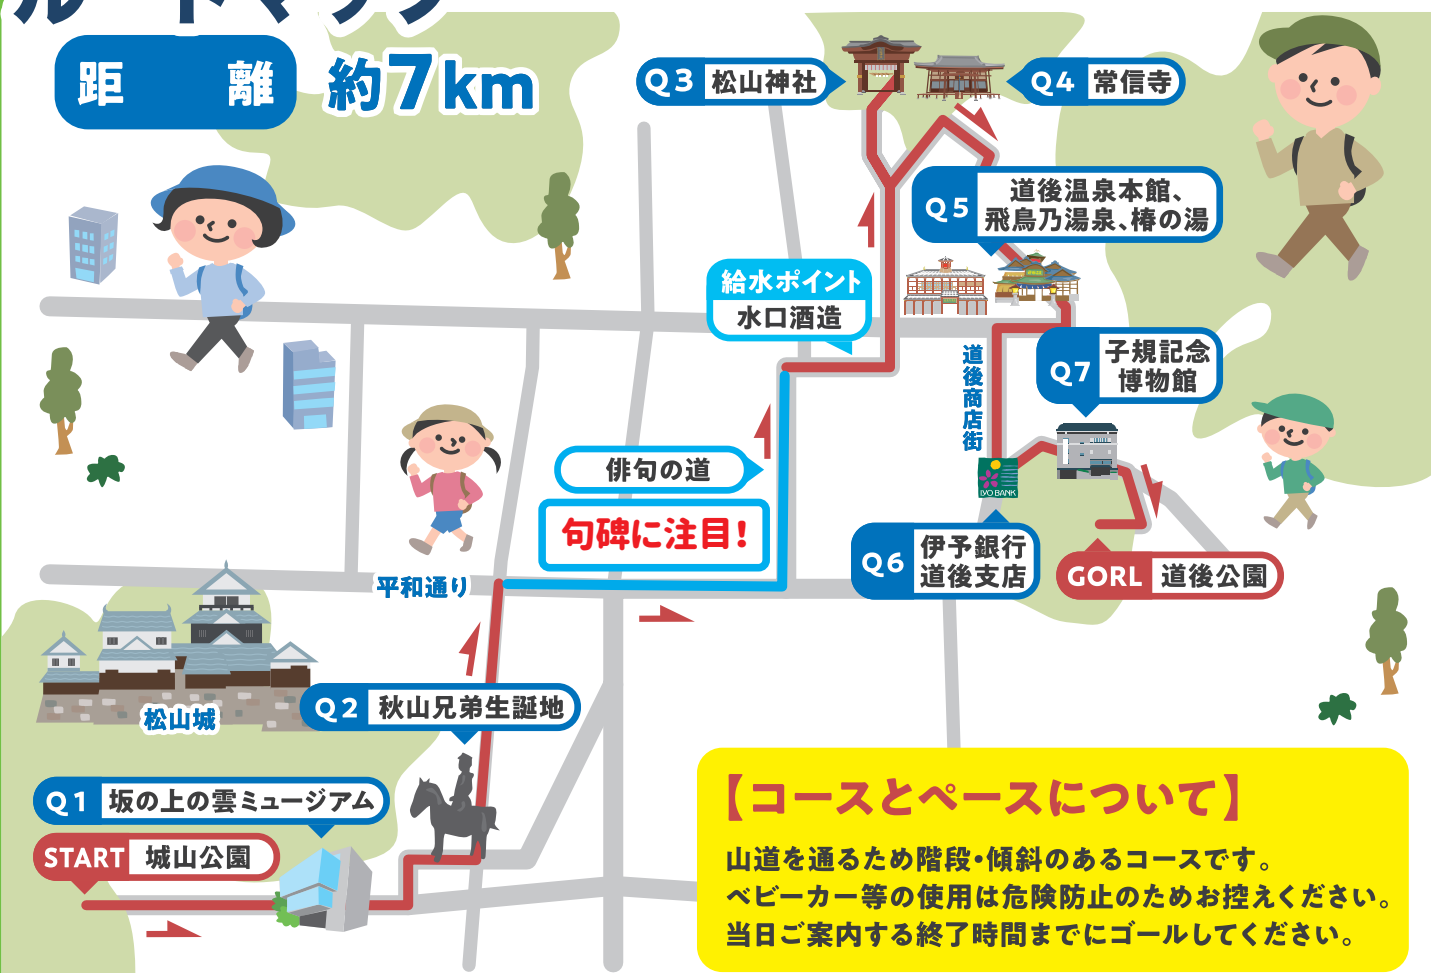 ルートマップ
距離 約7km
Q3 松山神社
Q4 常信寺
Q5 道後温泉本館、
飛鳥乃湯泉、椿の湯
給水ポイント
水口酒造
道後商店街
Q7 子規記念
博物館
俳句の道
句碑に注目!
IYO BANK
Q6 伊予銀行
道後支店
GORL 道後公園
平和通り
松山城
Q2 秋山兄弟生誕地
Q1 坂の上の雲ミュージアム
START 城山公園
【コースとペースについて】
山道を通るため階段・傾斜のあるコースです。
ベビーカー等の使用は危険防止のためお控えください。
当日ご案内する終了時間までにゴールしてください。